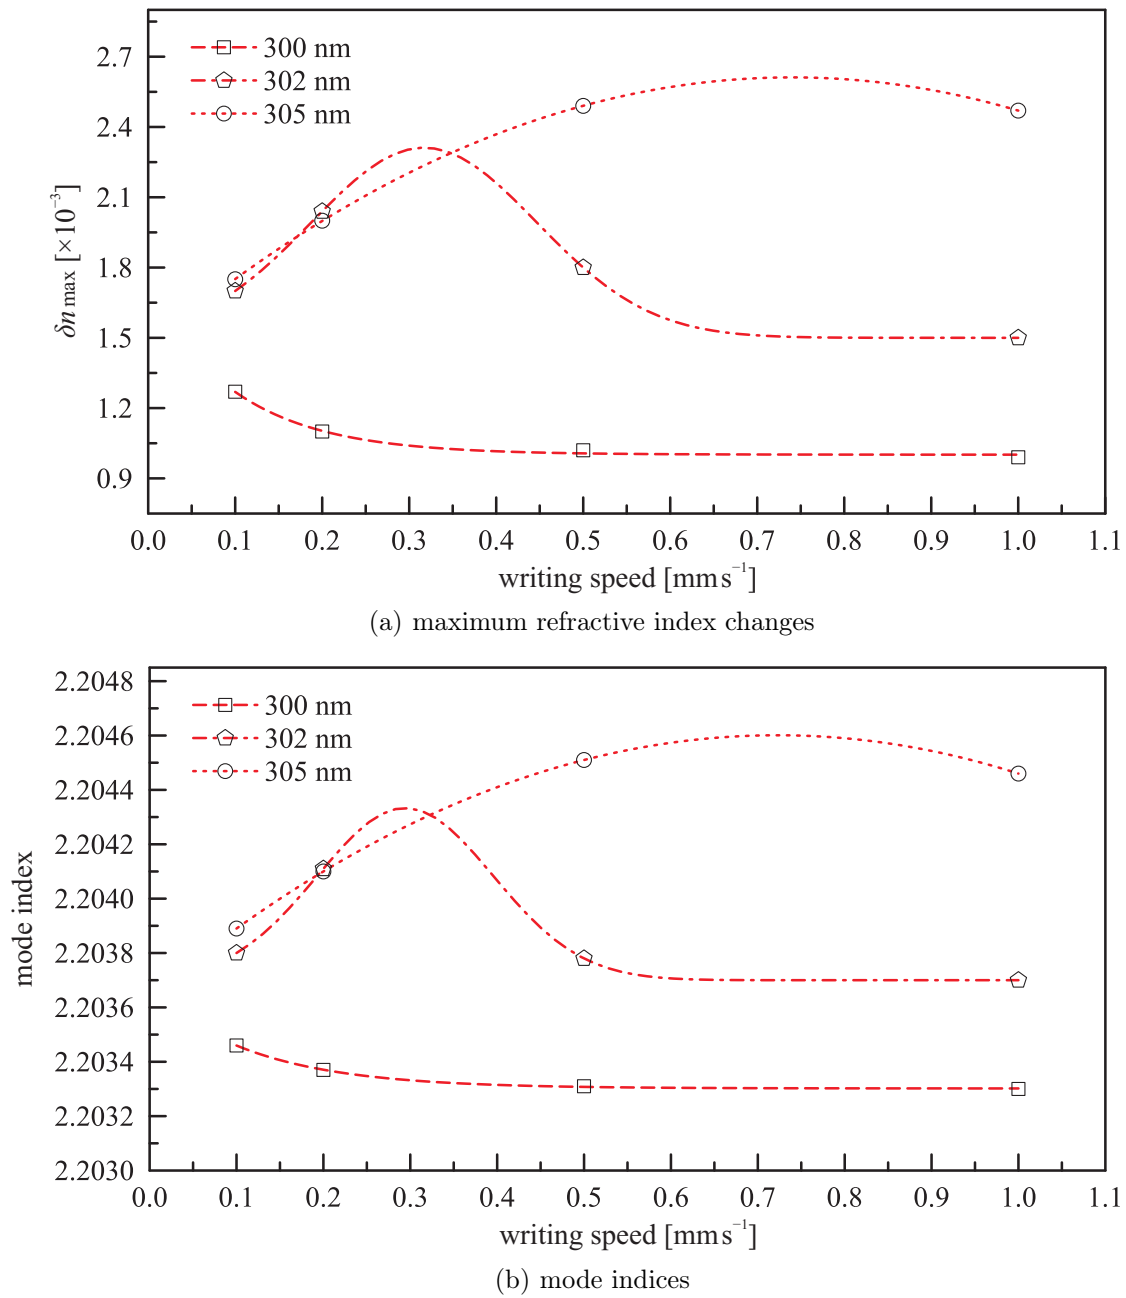 300 nm
302 nm
305 nm
2.7
2.4
2.1
1.8
1.5
1.2
0.9
δn max [×10⁻³]
0.0 0.1 0.2 0.3 0.4 0.5 0.6 0.7 0.8 0.9 1.0 1.1
writing speed [mm s⁻¹]
(a) maximum refractive index changes
300 nm
302 nm
305 nm
2.2048
2.2046
2.2044
2.2042
2.2040
2.2038
2.2036
2.2034
2.2032
2.2030
mode index
0.0 0.1 0.2 0.3 0.4 0.5 0.6 0.7 0.8 0.9 1.0 1.1
writing speed [mm s⁻¹]
(b) mode indices